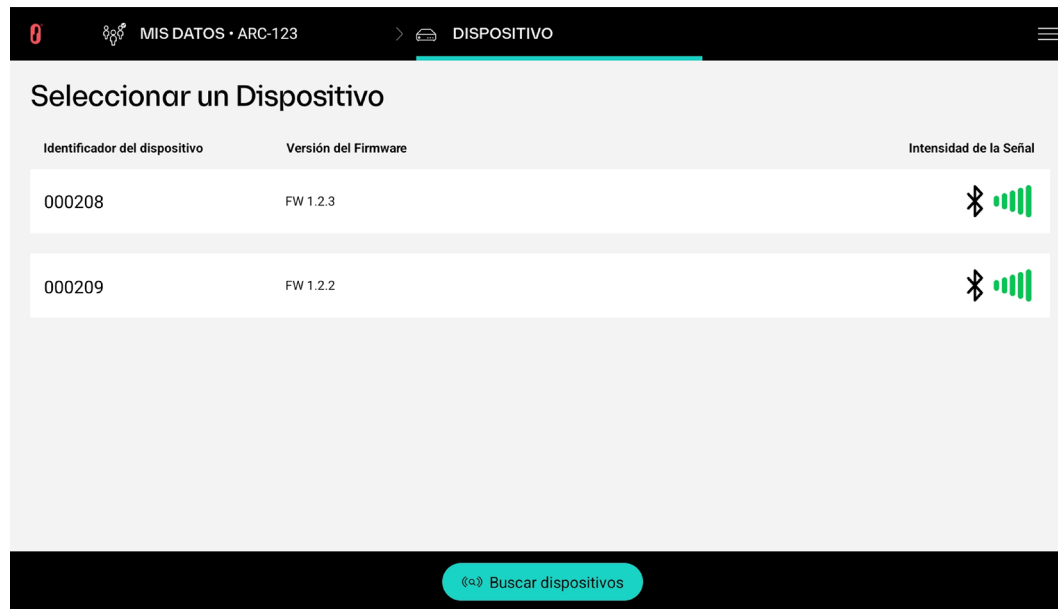 MIS DATOS • ARC-123 DISPOSITIVO
Seleccionar un Dispositivo
Identificador del dispositivo Versión del Firmware Intensidad de la Señal
000208 FW 1.2.3
000209 FW 1.2.2
Buscar dispositivos